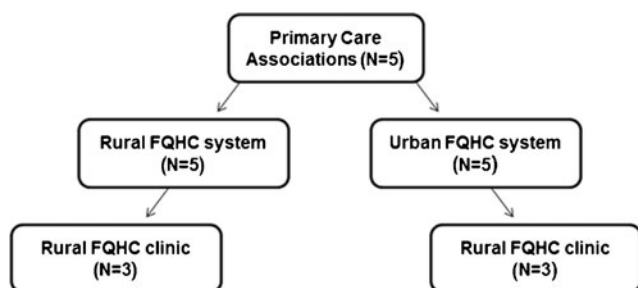 Primary Care
Associations (N=5)
Rural FQHC system
(N=5)
Urban FQHC system
(N=5)
Rural FQHC clinic
(N=3)
Rural FQHC clinic
(N=3)